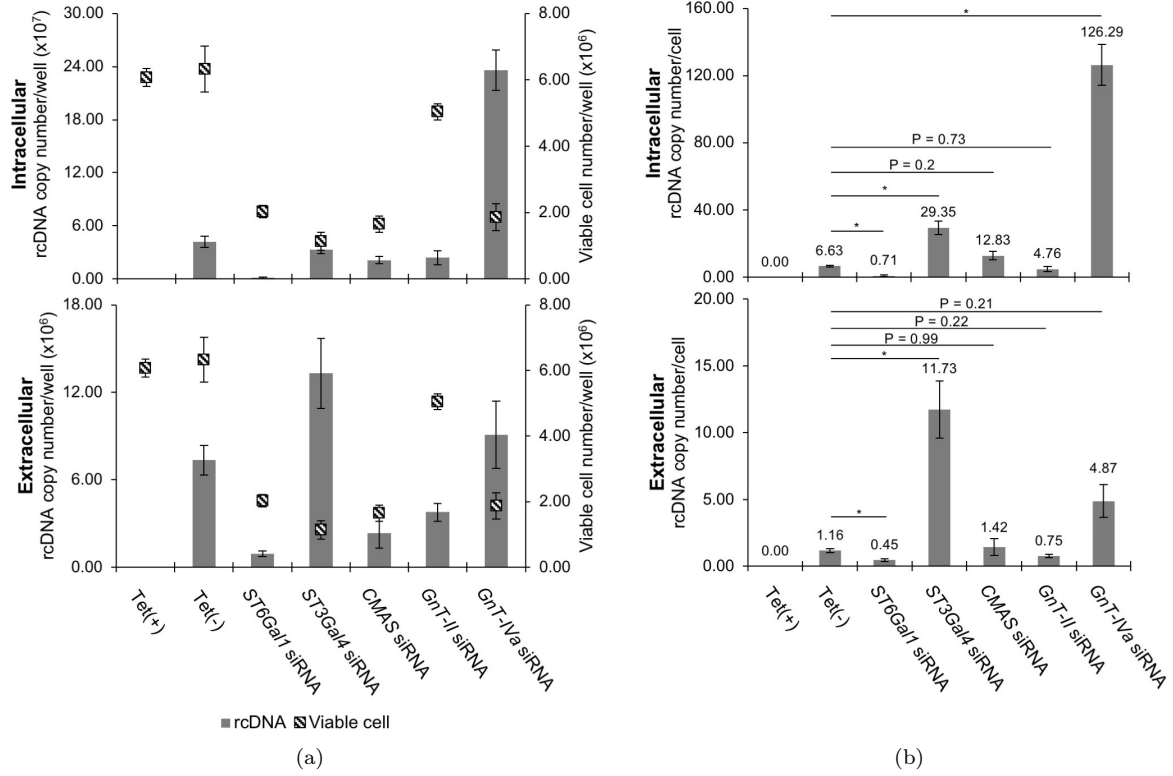 Intracellular
rcDNA copy number/well (x10⁷)
30.00
24.00
18.00
12.00
6.00
0.00
8.00
6.00
4.00
2.00
0.00
Viable cell number/well (x10⁶)
Extracellular
rcDNA copy number/well (x10⁶)
18.00
12.00
6.00
0.00
8.00
6.00
4.00
2.00
0.00
Viable cell number/well (x10⁶)
Tet(+)
Tet(-)
ST6Gal1 siRNA
ST3Gal4 siRNA
CMAS siRNA
GnT-II siRNA
GnT-IVa siRNA
rcDNA Viable cell
(a)
Intracellular
rcDNA copy number/cell
160.00
120.00
80.00
40.00
0.00
*
126.29
P = 0.73
P = 0.2
*
29.35
*
12.83
6.63
4.76
0.71
0.00
Extracellular
rcDNA copy number/cell
20.00
15.00
10.00
5.00
0.00
P = 0.21
P = 0.22
P = 0.99
*
11.73
4.87
*
1.42
1.16
0.75
0.45
0.00
Tet(+)
Tet(-)
ST6Gal1 siRNA
ST3Gal4 siRNA
CMAS siRNA
GnT-II siRNA
GnT-IVa siRNA
(b)